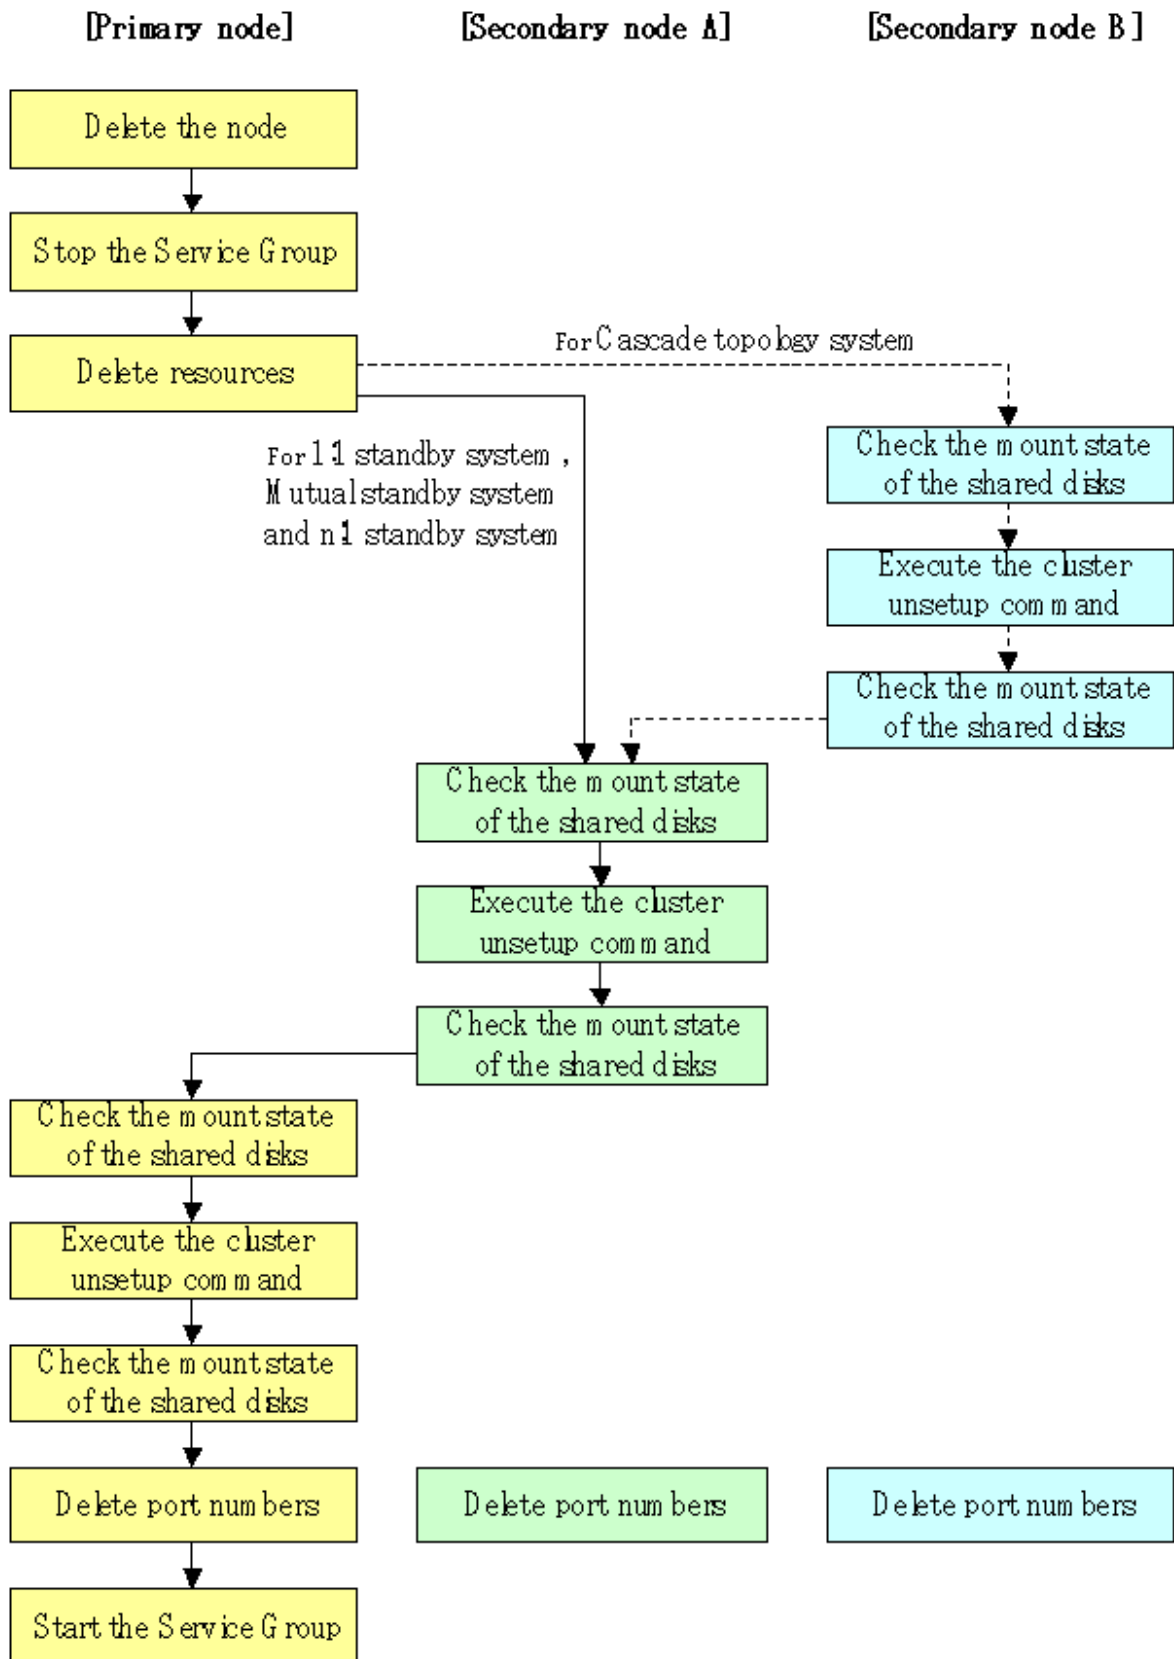 [Primary node] [Secondary node A] [Secondary node B]
Delete the node
Stop the Service Group
Delete resources
For Cascade topology system
For 1:1 standby system,
Mutual standby system
and n:1 standby system
Check the mount state
of the shared disks
Execute the cluster
unsetup command
Check the mount state
of the shared disks
Check the mount state
of the shared disks
Execute the cluster
unsetup command
Check the mount state
of the shared disks
Check the mount state
of the shared disks
Execute the cluster
unsetup command
Check the mount state
of the shared disks
Delete port numbers Delete port numbers Delete port numbers
Start the Service Group